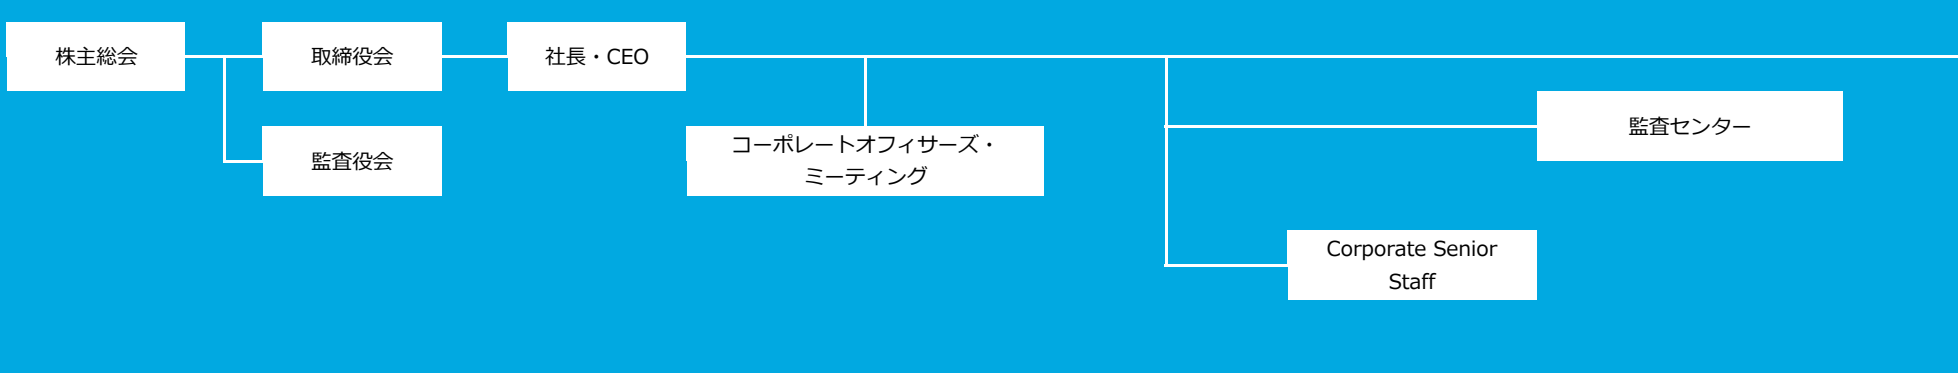 株主総会
取締役会
社長・CEO
監査役会
コーポレートオフィサーズ・
ミーティング
監査センター
Corporate Senior
Staff